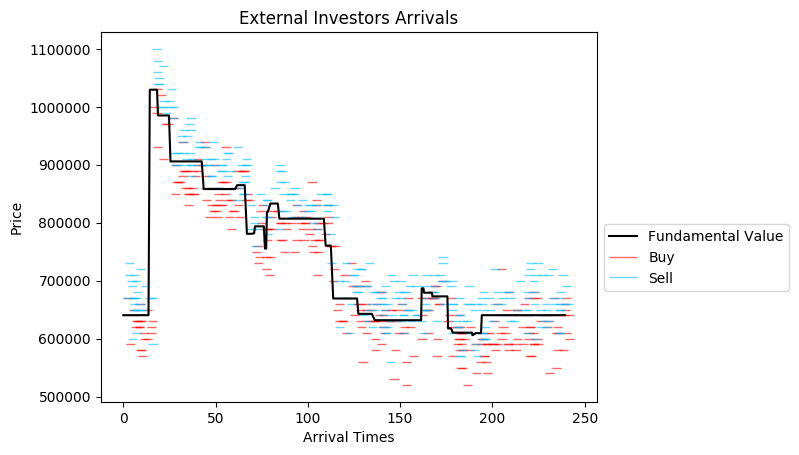 External Investors Arrivals
Price
1100000
1000000
900000
800000
700000
600000
500000
0 50 100 150 200 250
Arrival Times
Fundamental Value
Buy
Sell